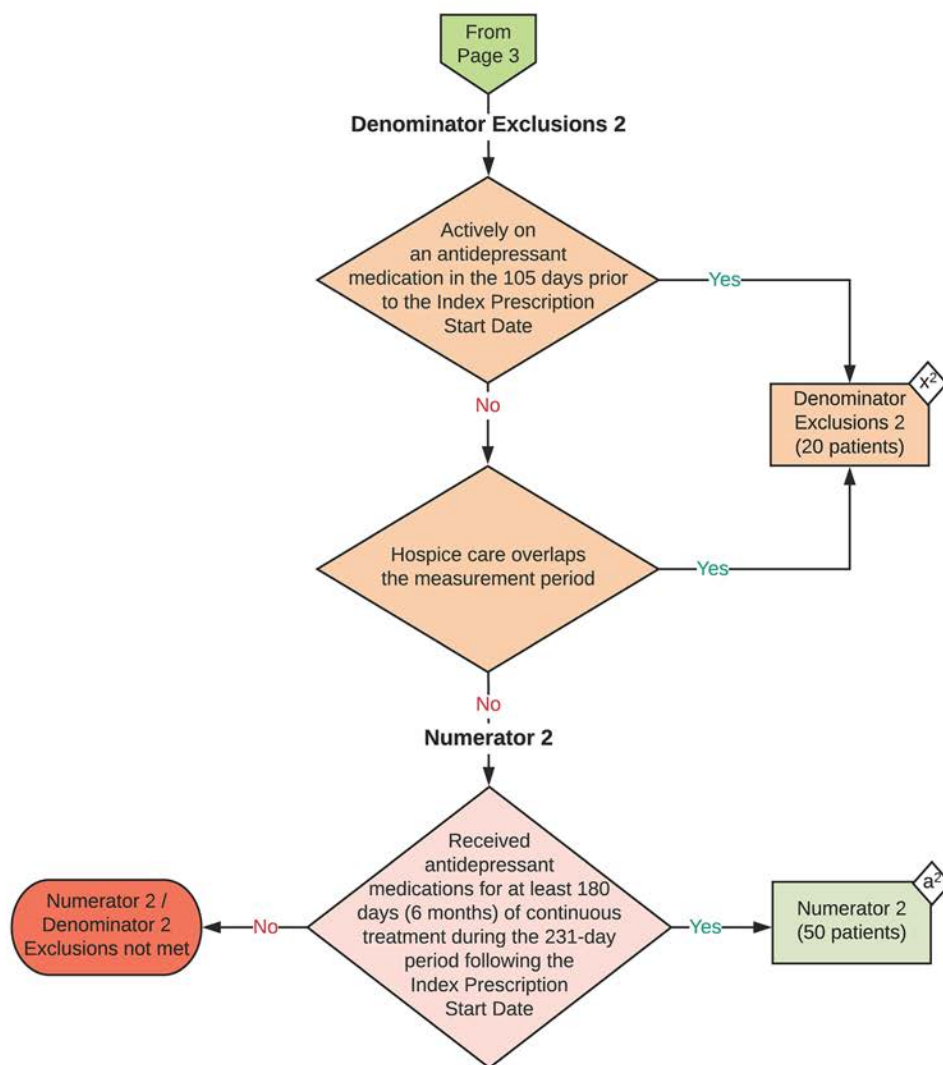 From
Page 3
Denominator Exclusions 2
Actively on
an antidepressant
medication in the 105 days prior
to the Index Prescription
Start Date
Yes
x²
Denominator
Exclusions 2
(20 patients)
No
Hospice care overlaps
the measurement period
Yes
No
Numerator 2
Received
antidepressant
medications for at least 180
days (6 months) of continuous
treatment during the 231-day
period following the
Index Prescription
Start Date
No
Numerator 2 /
Denominator 2
Exclusions not met
Yes
a²
Numerator 2
(50 patients)